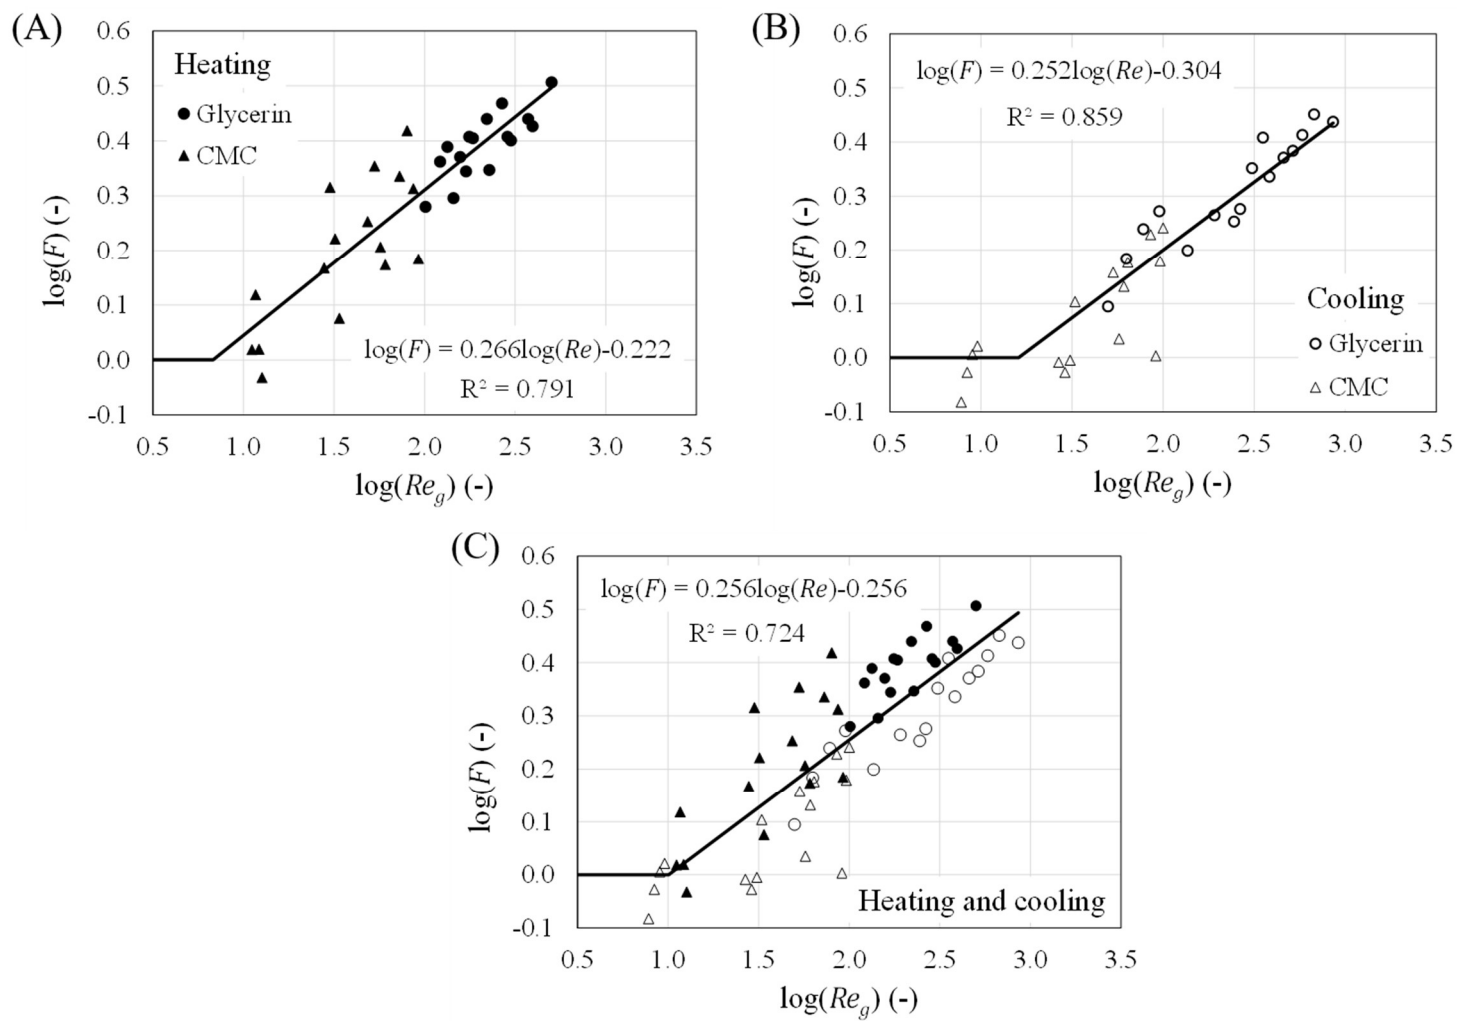 (A)
0.6
0.5
0.4
0.3
0.2
0.1
0.0
-0.1
log(F) (-)
Heating
Glycerin
CMC
log(F) = 0.266log(Re)-0.222
R² = 0.791
0.5 1.0 1.5 2.0 2.5 3.0 3.5
log(Reg) (-)
(B)
0.6
0.5
0.4
0.3
0.2
0.1
0.0
-0.1
log(F) (-)
log(F) = 0.252log(Re)-0.304
R² = 0.859
Cooling
Glycerin
CMC
0.5 1.0 1.5 2.0 2.5 3.0 3.5
log(Reg) (-)
(C)
0.6
0.5
0.4
0.3
0.2
0.1
0.0
-0.1
log(F) (-)
log(F) = 0.256log(Re)-0.256
R² = 0.724
Heating and cooling
0.5 1.0 1.5 2.0 2.5 3.0 3.5
log(Reg) (-)